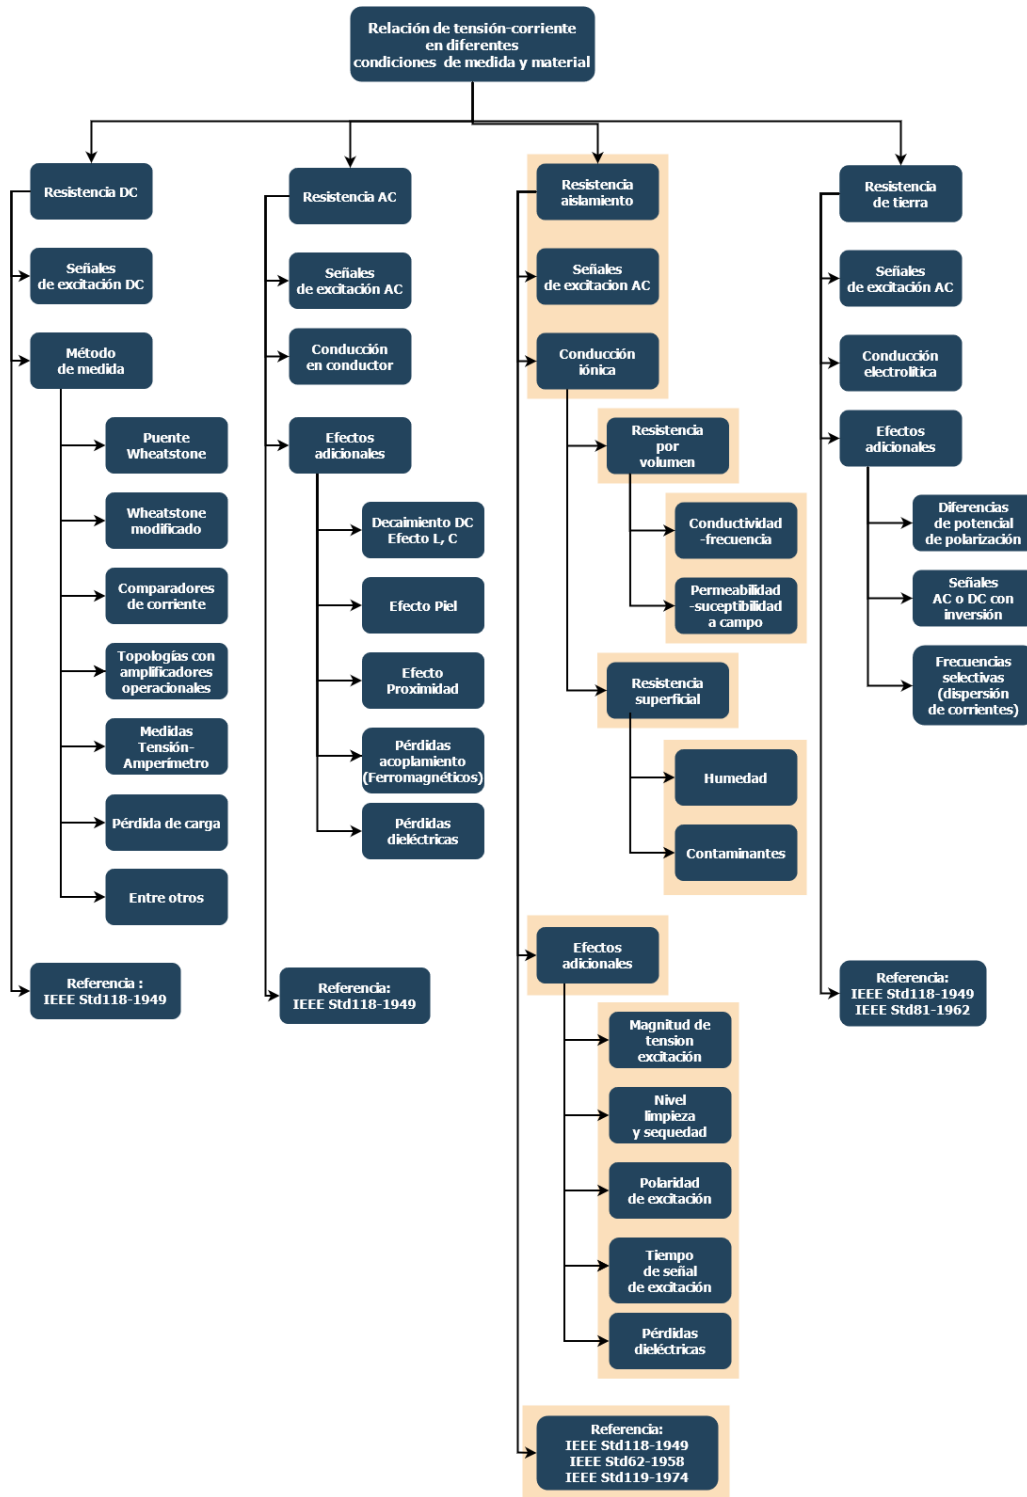 Relación de tensión-corriente
en diferentes
condiciones de medida y material
Resistencia DC
Señales
de excitación DC
Método
de medida
Puente
Wheatstone
Wheatstone
modificado
Comparadores
de corriente
Topologías con
amplificadores
operacionales
Medidas
Tensión-
Amperímetro
Pérdida de carga
Entre otros
Referencia :
IEEE Std118-1949
Resistencia AC
Señales
de excitación AC
Conducción
en conductor
Efectos
adicionales
Decaimiento DC
Efecto L, C
Efecto Piel
Efecto
Proximidad
Pérdidas
acoplamiento
(Ferromagnéticos)
Pérdidas
dieléctricas
Referencia:
IEEE Std118-1949
Resistencia
aislamiento
Señales
de excitacion AC
Conducción
iónica
Resistencia
por
volumen
Conductividad
-frecuencia
Permeabilidad
-suceptibilidad
a campo
Resistencia
superficial
Humedad
Contaminantes
Efectos
adicionales
Magnitud de
tension
excitación
Nivel
limpieza
y sequedad
Polaridad
de excitación
Tiempo
de señal
de excitación
Pérdidas
dieléctricas
Referencia:
IEEE Std118-1949
IEEE Std62-1958
IEEE Std119-1974
Resistencia
de tierra
Señales
de excitación AC
Conducción
electrolítica
Efectos
adicionales
Diferencias
de potencial
de polarización
Señales
AC o DC con
inversión
Frecuencias
selectivas
(dispersión
de corrientes)
Referencia:
IEEE Std118-1949
IEEE Std81-1962